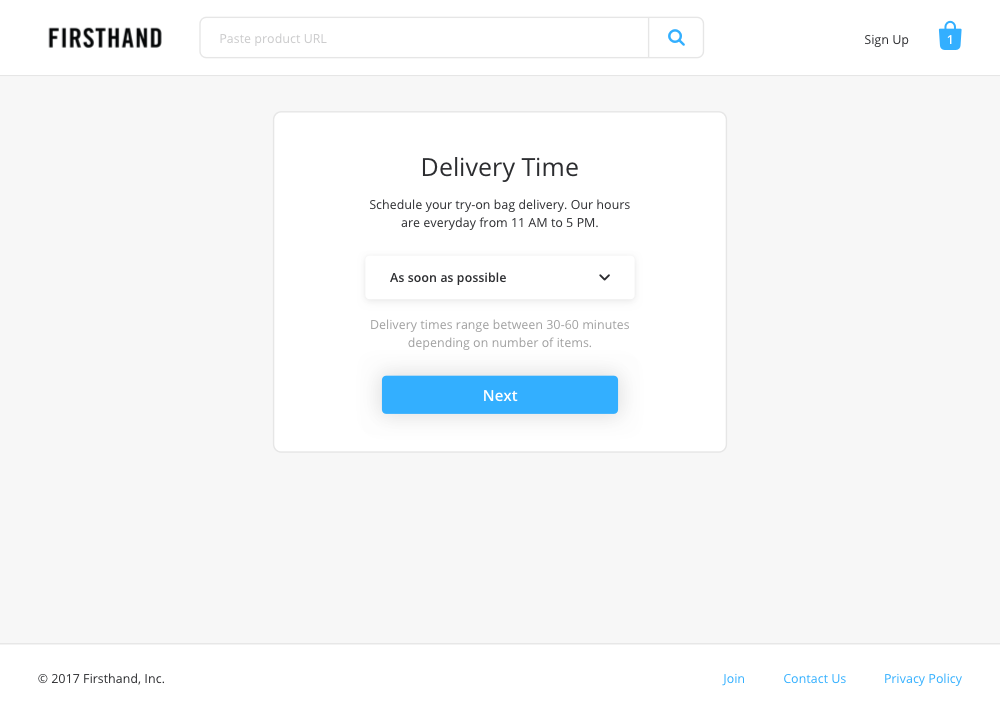 FIRSTHAND
Paste product URL
Sign Up
1
Delivery Time
Schedule your try-on bag delivery. Our hours
are everyday from 11 AM to 5 PM.
As soon as possible
Delivery times range between 30-60 minutes
depending on number of items.
Next
© 2017 Firsthand, Inc.
Join
Contact Us
Privacy Policy